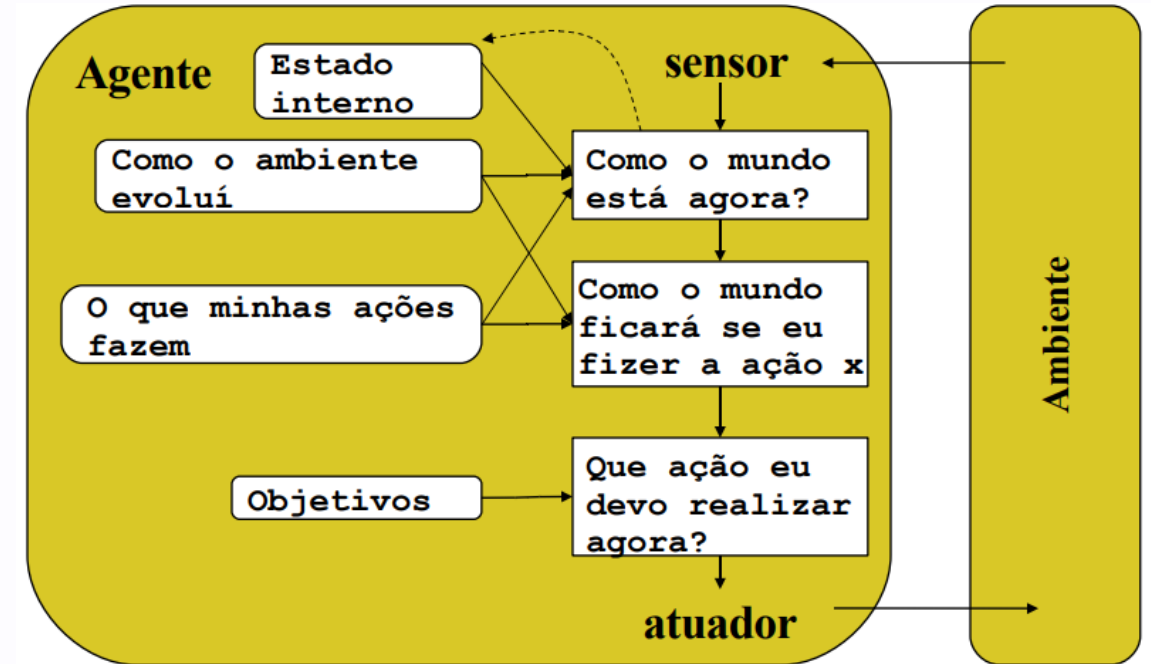 Agente
Estado
interno
sensor
Como o ambiente
evoluí
Como o mundo
está agora?
O que minhas ações
fazem
Como o mundo
ficará se eu
fizer a ação x
Objetivos
Que ação eu
devo realizar
agora?
atuador
Ambiente